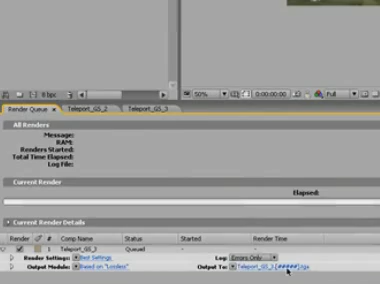 8 bpc
50%
0:00:00:00
Full
Render Queue
Teleport_GS_2
Teleport_GS_3
All Renders
Message:
RAM:
Renders Started:
Total Time Elapsed:
Log File:
Current Render
Elapsed:
Current Render Details
Render # Comp Name Status Started Render Time
1 Teleport_GS_3 Queued
Render Settings: Best Settings Log: Errors Only
Output Module: Based on "Lossless" Output To: Teleport_GS_3_[#####].tga